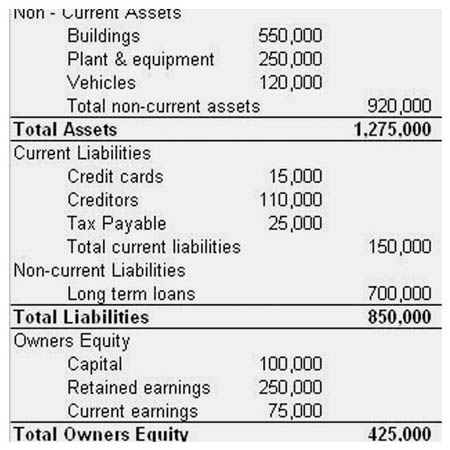 Non - Current Assets
Buildings 550,000
Plant & equipment 250,000
Vehicles 120,000
Total non-current assets 920,000
Total Assets 1,275,000
Current Liabilities
Credit cards 15,000
Creditors 110,000
Tax Payable 25,000
Total current liabilities 150,000
Non-current Liabilities
Long term loans 700,000
Total Liabilities 850,000
Owners Equity
Capital 100,000
Retained earnings 250,000
Current earnings 75,000
Total Owners Equity 425,000